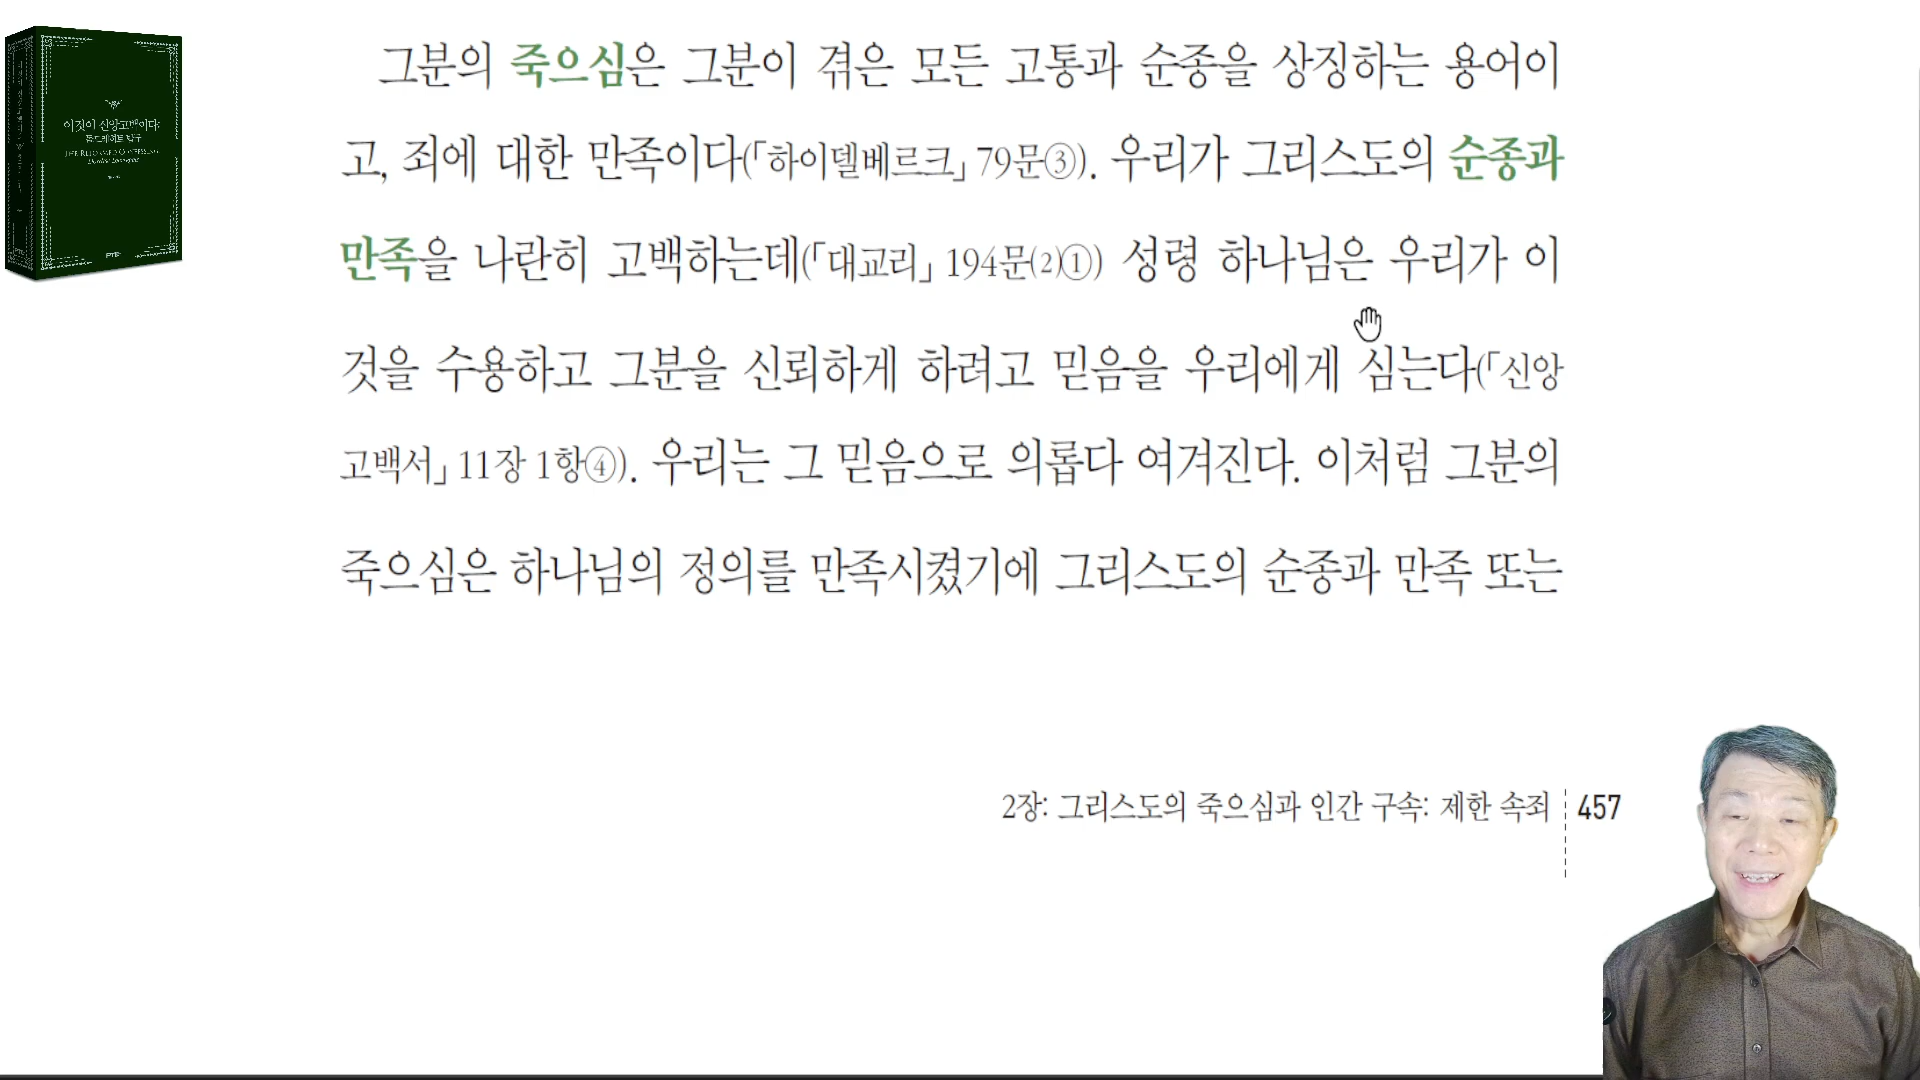 이것이 신앙고백이다:
THE REFORMED CONFESSIONS
그분의 죽으심은 그분이 겪은 모든 고통과 순종을 상징하는 용어이
고, 죄에 대한 만족이다(「하이델베르크」 79문③). 우리가 그리스도의 순종과
만족을 나란히 고백하는데(「대교리」 194문(2)①) 성령 하나님은 우리가 이
것을 수용하고 그분을 신뢰하게 하려고 믿음을 우리에게 심는다(「신앙
고백서」 11장 1항④). 우리는 그 믿음으로 의롭다 여겨진다. 이처럼 그분의
죽으심은 하나님의 정의를 만족시켰기에 그리스도의 순종과 만족 또는
2장: 그리스도의 죽으심과 인간 구속: 제한 속죄 457